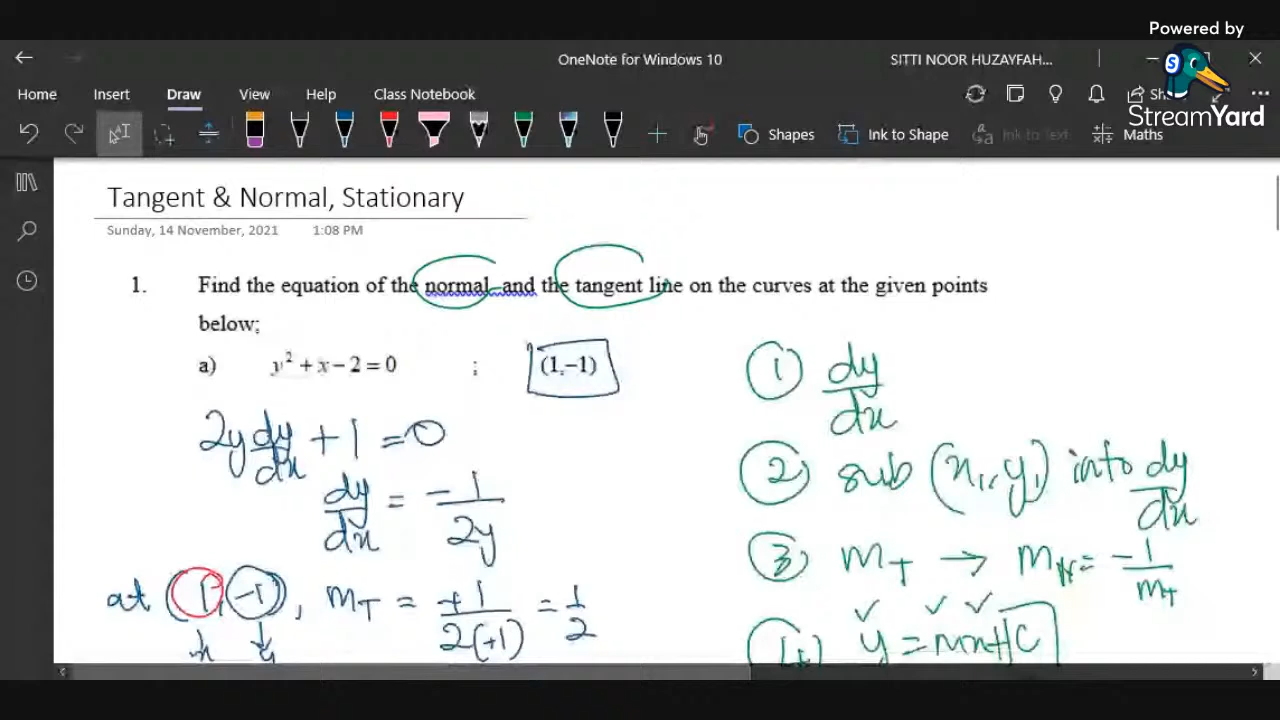 Powered by
StreamYard
OneNote for Windows 10
SITTI NOOR HUZAYFAH...
Home Insert Draw View Help Class Notebook
Shapes Ink to Shape Ink to Text Maths
Tangent & Normal, Stationary
Sunday, 14 November, 2021 1:08 PM
1. Find the equation of the normal and the tangent line on the curves at the given points
below;
a) y² + x − 2 = 0 ; (1,−1)
2y dy/dx + 1 = 0
dy/dx = −1/2y
at (1, −1), mT = +1/2(+1) = 1/2
x y
① dy/dx
② sub (x1, y1) into dy/dx
③ mT → mN = −1/mT
④ y = mx + C